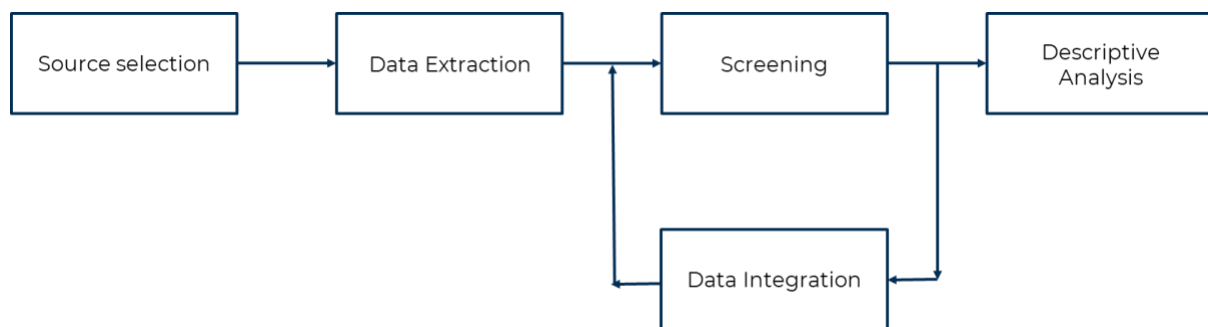 Source selection
Data Extraction
Screening
Descriptive
Analysis
Data Integration